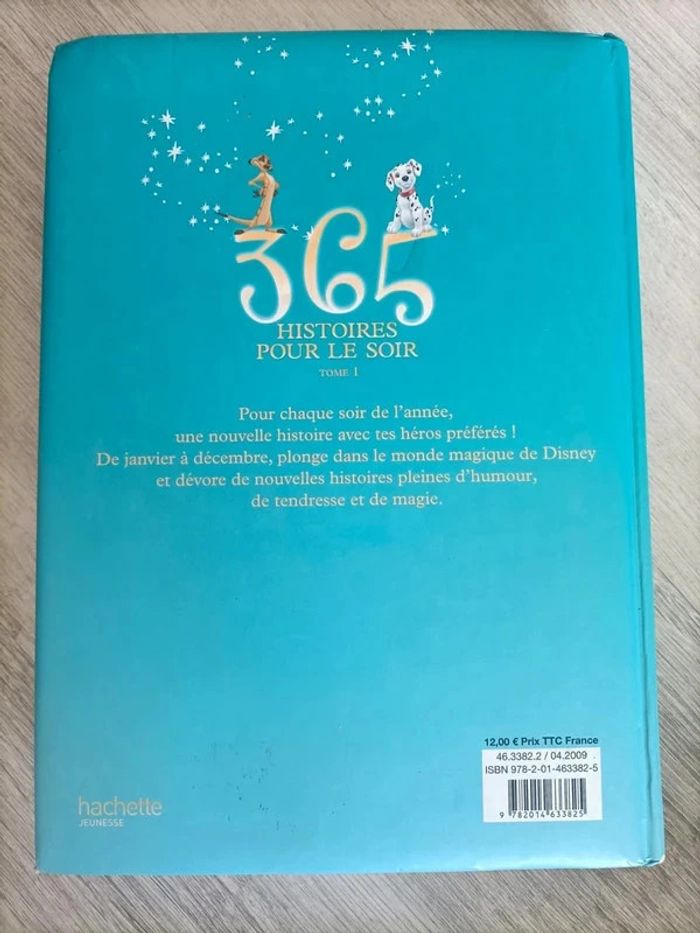 365
HISTOIRES
POUR LE SOIR
TOME 1
Pour chaque soir de l'année,
une nouvelle histoire avec tes héros préférés !
De janvier à décembre, plonge dans le monde magique de Disney
et dévore de nouvelles histoires pleines d'humour,
de tendresse et de magie.
12,00 € Prix TTC France
46.3382.2 / 04.2009
ISBN 978-2-01-463382-5
9 782014 633825
hachette
JEUNESSE